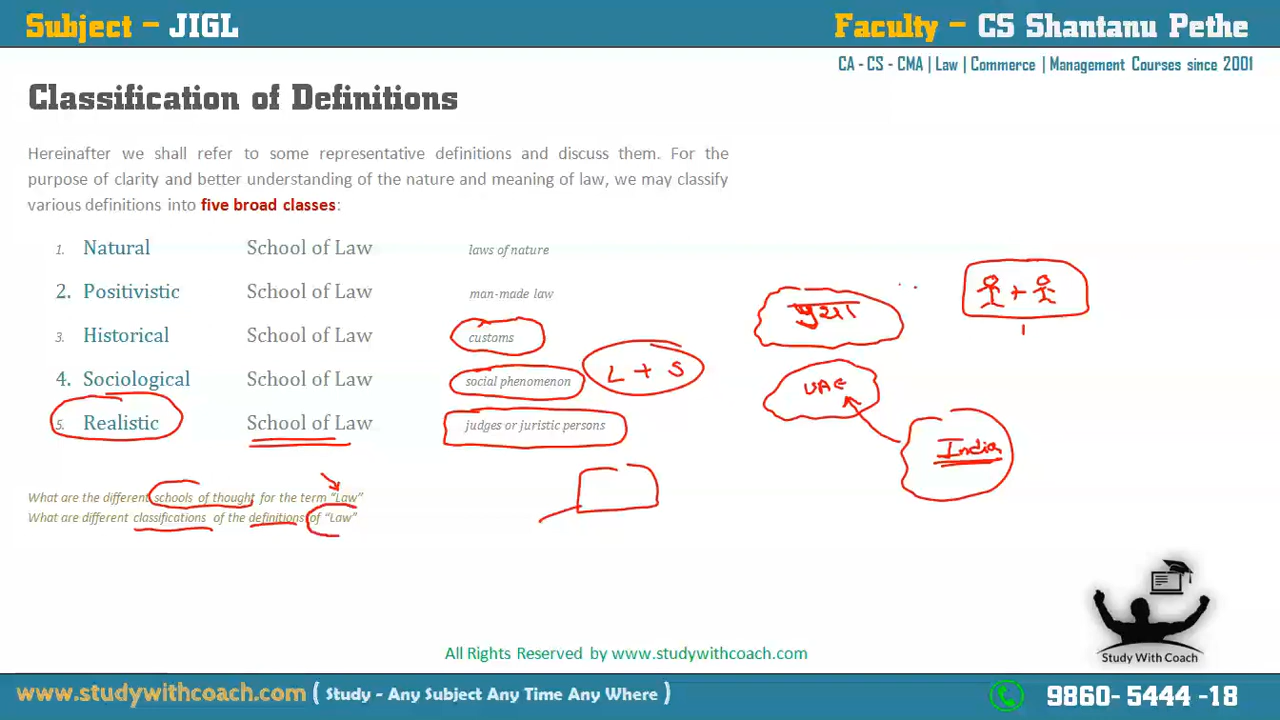 Subject – JIGL
Faculty – CS Shantanu Pethe
CA - CS - CMA | Law | Commerce | Management Courses since 2001
Classification of Definitions
Hereinafter we shall refer to some representative definitions and discuss them. For the
purpose of clarity and better understanding of the nature and meaning of law, we may classify
various definitions into five broad classes:
1. Natural School of Law laws of nature
2. Positivistic School of Law man-made law
3. Historical School of Law customs
4. Sociological School of Law social phenomenon
5. Realistic School of Law judges or juristic persons
L + S
प्रथा
UAE
India
What are the different schools of thought for the term “Law”
What are different classifications of the definitions of “Law”
Study With Coach
All Rights Reserved by www.studywithcoach.com
www.studywithcoach.com ( Study - Any Subject Any Time Any Where )
9860- 5444 -18